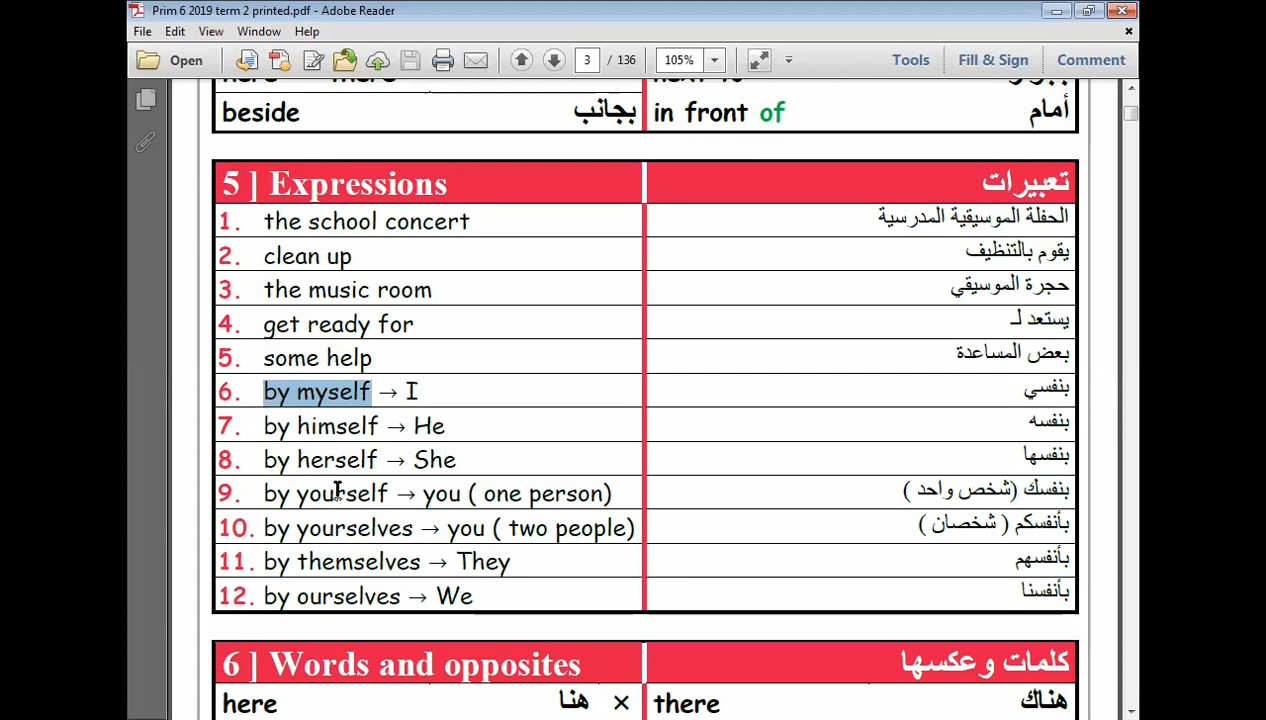 Prim 6 2019 term 2 printed.pdf - Adobe Reader
File Edit View Window Help
Open 3 / 136 105% Tools Fill & Sign Comment
beside بجانب in front of أمام
5 ] Expressions تعبيرات
1. the school concert الحفلة الموسيقية المدرسية
2. clean up يقوم بالتنظيف
3. the music room حجرة الموسيقي
4. get ready for يستعد لـ
5. some help بعض المساعدة
6. by myself → I بنفسي
7. by himself → He بنفسه
8. by herself → She بنفسها
9. by yourself → you ( one person) بنفسك (شخص واحد )
10. by yourselves → you ( two people) بأنفسكم ( شخصان )
11. by themselves → They بأنفسهم
12. by ourselves → We بأنفسنا
6 ] Words and opposites كلمات وعكسها
here هنا × there هناك